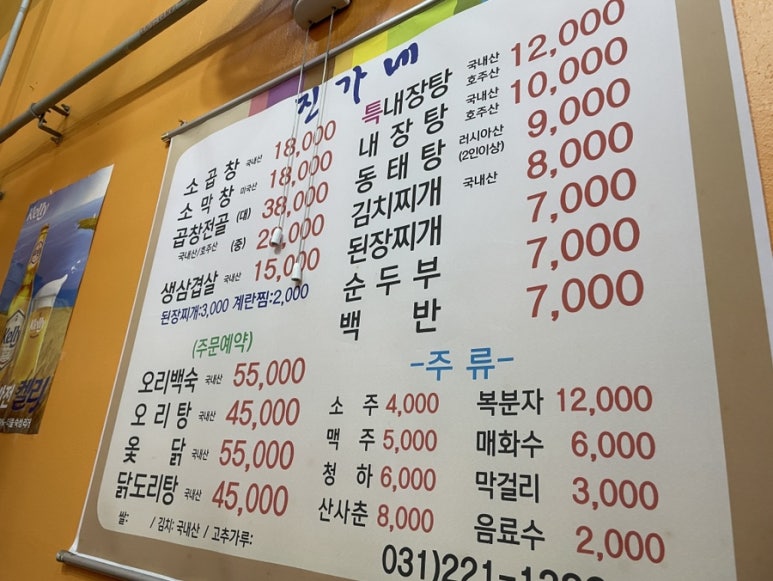 진가네
소곱창 국내산 18,000
소막창 미국산 18,000
곱창전골 (대) 38,000
국내산/호주산 (중)
생삼겹살 국내산 15,000
된장찌개:3,000 계란찜:2,000
(주문예약)
오리백숙 국내산 55,000
오리탕 국내산 45,000
옻닭 국내산 55,000
닭도리탕 국내산 45,000
쌀: / 김치: 국내산 / 고추가루:
특내장탕 국내산 호주산 12,000
내장탕 국내산 호주산 10,000
동태탕 러시아산 (2인이상) 9,000
김치찌개 국내산 8,000
된장찌개 7,000
순두부 7,000
백반 7,000
-주류-
소주 4,000
맥주 5,000
청하 6,000
산사춘 8,000
복분자 12,000
매화수 6,000
막걸리 3,000
음료수 2,000
031)221-
Kelly
Kelly
켈리